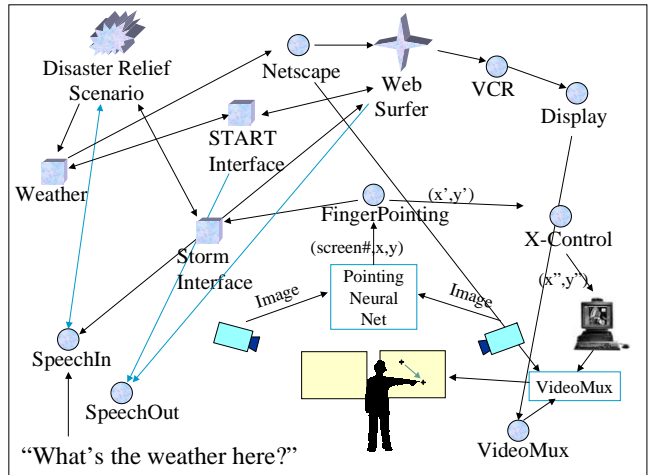 Disaster Relief
Scenario
Netscape
Web
Surfer
VCR
Display
START
Interface
Weather
FingerPointing
(x',y')
X-Control
Storm
Interface
(screen#,x,y)
(x”,y”)
Pointing
Neural
Net
Image
Image
SpeechIn
SpeechOut
VideoMux
VideoMux
“What's the weather here?”